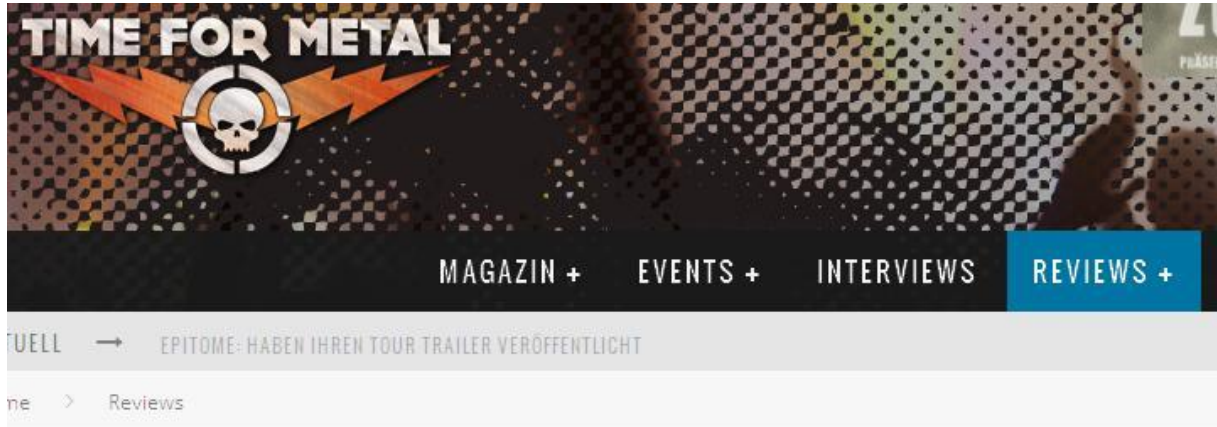 TIME FOR METAL
MAGAZIN + EVENTS + INTERVIEWS REVIEWS +
TUELL → EPITOME: HABEN IHREN TOUR TRAILER VERÖFFENTLICHT
me > Reviews